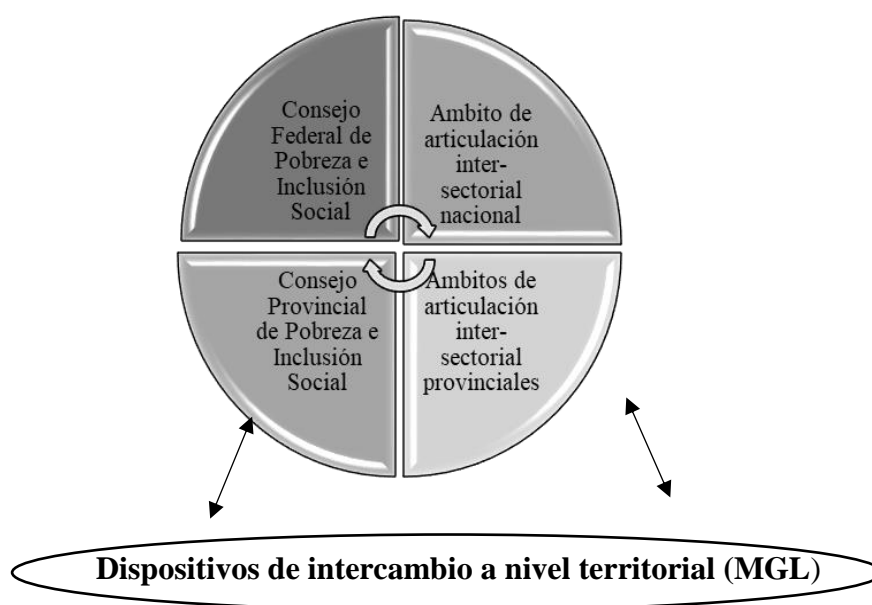 Consejo
Federal de
Pobreza e
Inclusión
Social
Ambito de
articulación
inter-
sectorial
nacional
Consejo
Provincial
de Pobreza e
Inclusión
Social
Ambitos de
articulación
inter-
sectorial
provinciales
Dispositivos de intercambio a nivel territorial (MGL)